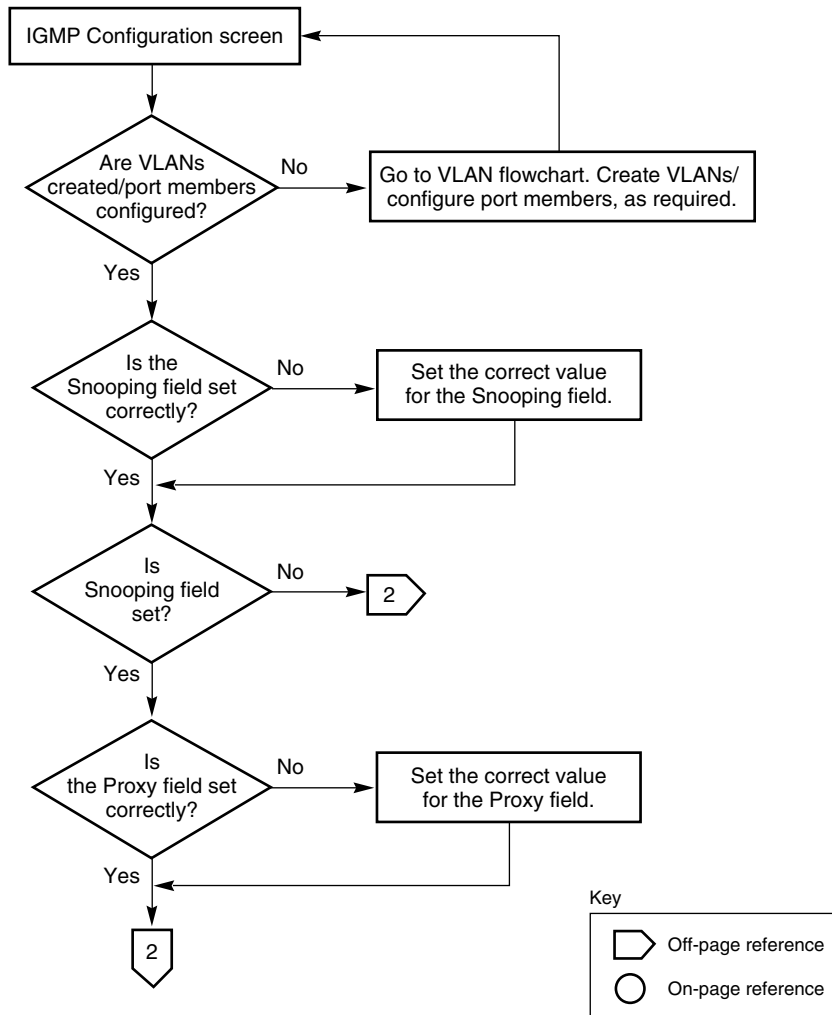 IGMP Configuration screen
Are VLANs
created/port members
configured?
No
Go to VLAN flowchart. Create VLANs/
configure port members, as required.
Yes
Is the
Snooping field set
correctly?
No
Set the correct value
for the Snooping field.
Yes
Is
Snooping field
set?
No
2
Yes
Is
the Proxy field set
correctly?
No
Set the correct value
for the Proxy field.
Yes
2
Key
Off-page reference
On-page reference